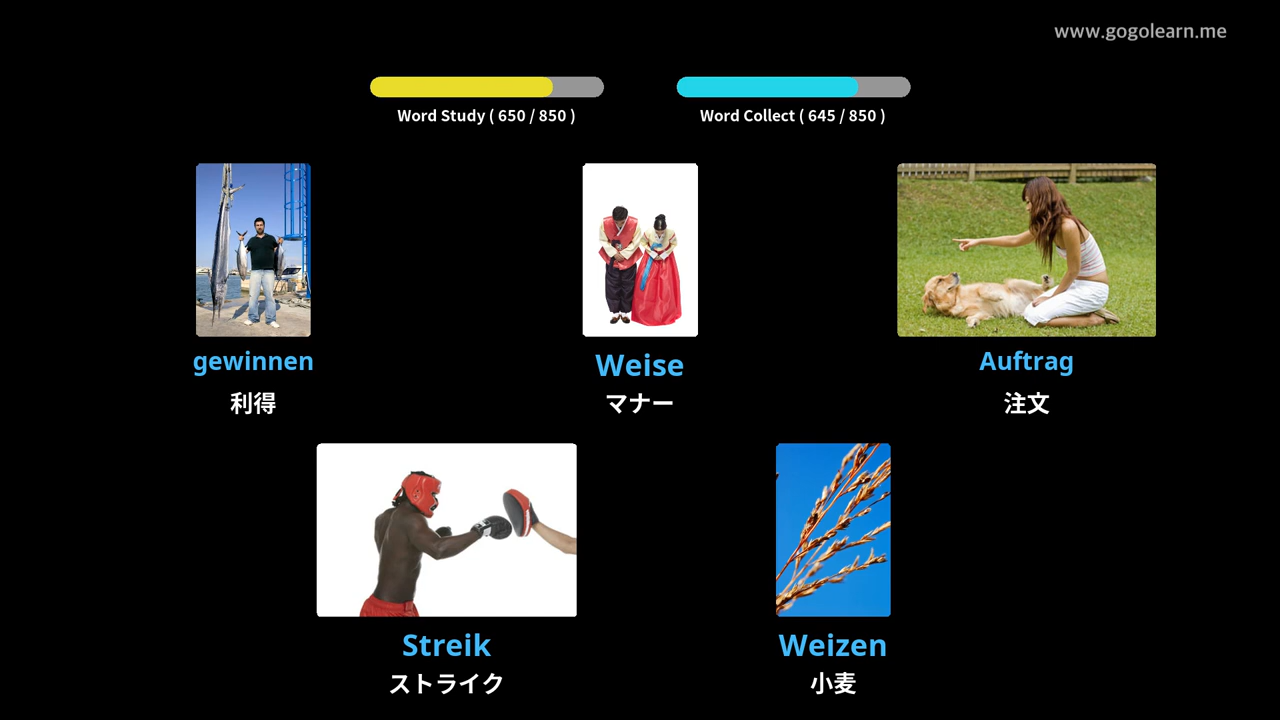 www.gogolearn.me
Word Study ( 650 / 850 )
Word Collect ( 645 / 850 )
gewinnen
利得
Weise
マナー
Auftrag
注文
Streik
ストライク
Weizen
小麦